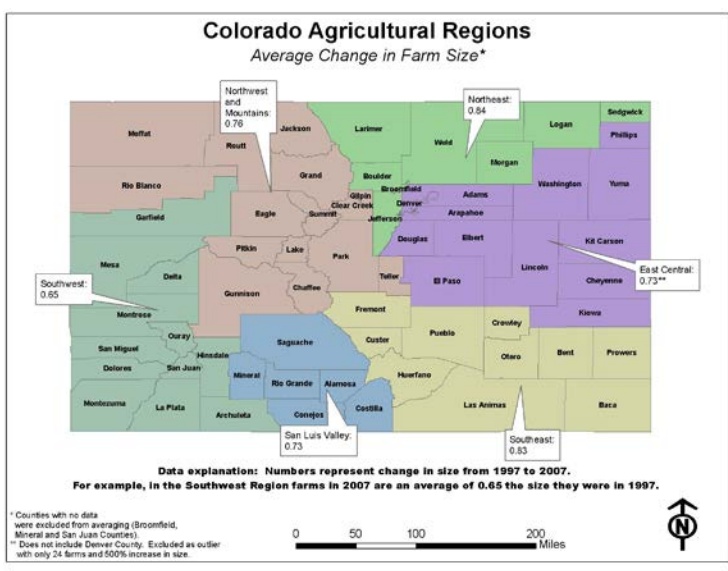 Colorado Agricultural Regions
Average Change in Farm Size*
Northwest
and
Mountains:
0.76
Northeast:
0.84
Sedgwick
Logan
Phillips
Moffat
Jackson
Larimer
Weld
Routt
Morgan
Grand
Boulder
Washington
Yuma
Rio Blanco
Broomfield
Gilpin
Adams
Clear Creek
Denver
Garfield
Eagle
Summit
Jefferson
Arapahoe
Pitkin
Lake
Park
Douglas
Elbert
Kit Carson
Mesa
Delta
Lincoln
East Central:
0.73**
Southwest:
0.65
Gunnison
Chaffee
Teller
El Paso
Cheyenne
Montrose
Fremont
Kiowa
Ouray
Saguache
Custer
Pueblo
Crowley
San Miguel
Hinsdale
Otero
Bent
Prowers
Dolores
San Juan
Mineral
Rio Grande
Alamosa
Huerfano
Montezuma
La Plata
Archuleta
Conejos
Costilla
Las Animas
Baca
San Luis Valley:
0.73
Southeast:
0.83
Data explanation: Numbers represent change in size from 1997 to 2007.
For example, in the Southwest Region farms in 2007 are an average of 0.65 the size they were in 1997.
* Counties with no data
were excluded from averaging (Broomfield,
Mineral and San Juan Counties).
** Does not include Denver County. Excluded as outlier
with only 24 farms and 500% increase in size.
0 50 100 200
Miles
N